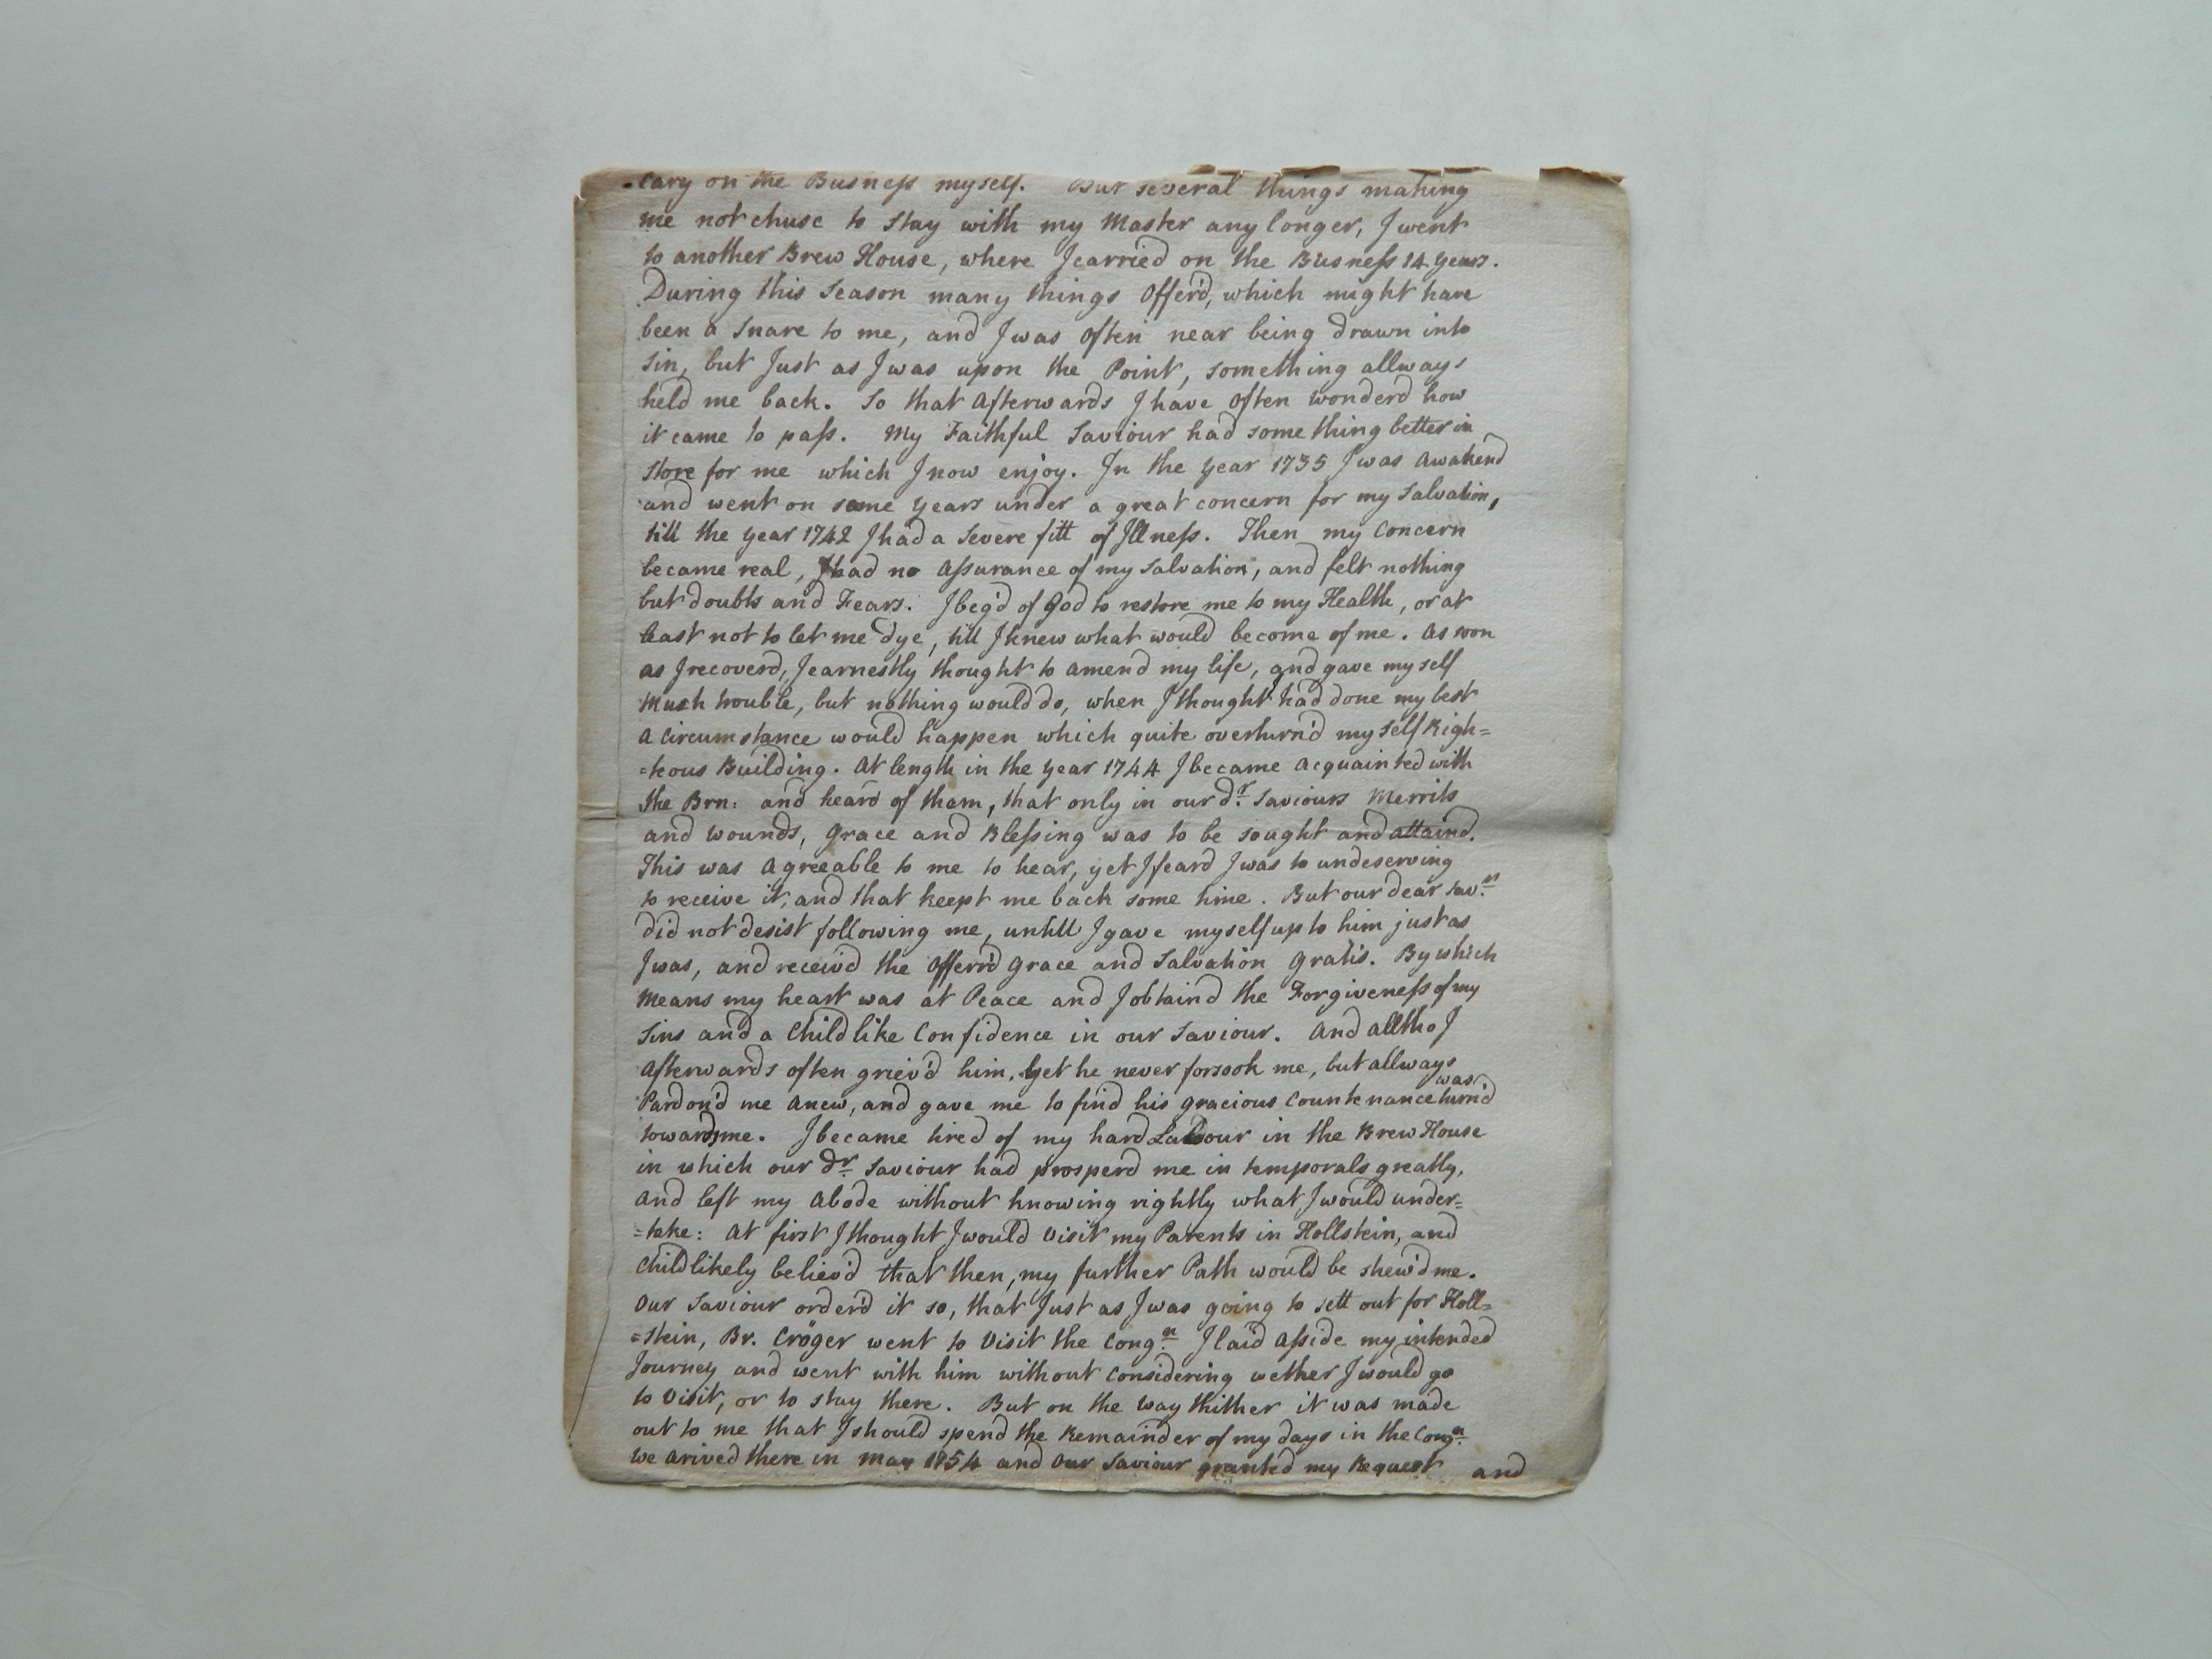 cary on the Busness myself. But several things making
me not chuse to stay with my Master any longer, I went
to another Brew House, where I carried on the Busness 14 years.
During this Season many things Offer'd, which might have
been a Snare to me, and I was Often near being drawn into
Sin, but Just as I was upon the Point, something allways
held me back. So that Afterwards I have Often wonderd how
it came to pass. My Faithful Saviour had something better in
store for me which I now enjoy. In the year 1735 I was Awakend
and went on some years under a great concern for my Salvation,
till the year 1742 I had a Severe fitt of Illness. Then my Concern
became real, I had no Assurance of my Salvation, and felt nothing
but doubts and Fears. I beg'd of God to restore me to my Health, or at
least not to let me dye, till I knew what would become of me. As soon
as I recoverd, I earnestly thought to amend my life, and gave myself
Much trouble, but nothing would do, when I thought I had done my best
a Circumstance would happen which quite overturn'd my Self Righ=
=teous Building. At length in the year 1744 I became Acquainted with
the Brn: and heard of them, that only in our dr. Saviours Merrits
and wounds, Grace and Blessing was to be sought and attaind.
This was Agreeable to me to hear, yet I feard I was to undeserving
to receive it, and that keept me back some time. But our dear Savr.
did not desist following me, untill I gave myself up to him just as
I was, and receiv'd the Offerr'd Grace and Salvation Gratis. By which
Means my heart was at Peace and I obtain'd the Forgiveness of my
Sins and a Childlike Confidence in our Saviour. And alltho I
Afterwards often griev'd him, yet he never forsook me, but allways
Pardon'd me Anew, and gave me to find his Gracious Countenance was turn'd
towards me. I became tired of my hard Labour in the Brew House
in which our dr. Saviour had prosperd me in temporals greatly,
and left my Abode without knowing rightly what I would under=
=take: At first I thought I would Visit my Parents in Hollstein, and
Childlikely believ'd that then, my further Path would be shew'd me.
Our Saviour order'd it so, that Just as I was going to sett out for Holl=
=stein, Br. Cröger went to Visit the Congn. I laid Asside my intended
Journey and went with him without Considering wether I would go
to Visit, or to stay there. But on the way thither it was made
out to me that I should spend the Remainder of my days in the Congn.
We arived there in May 1754 and Our Saviour granted my Request and